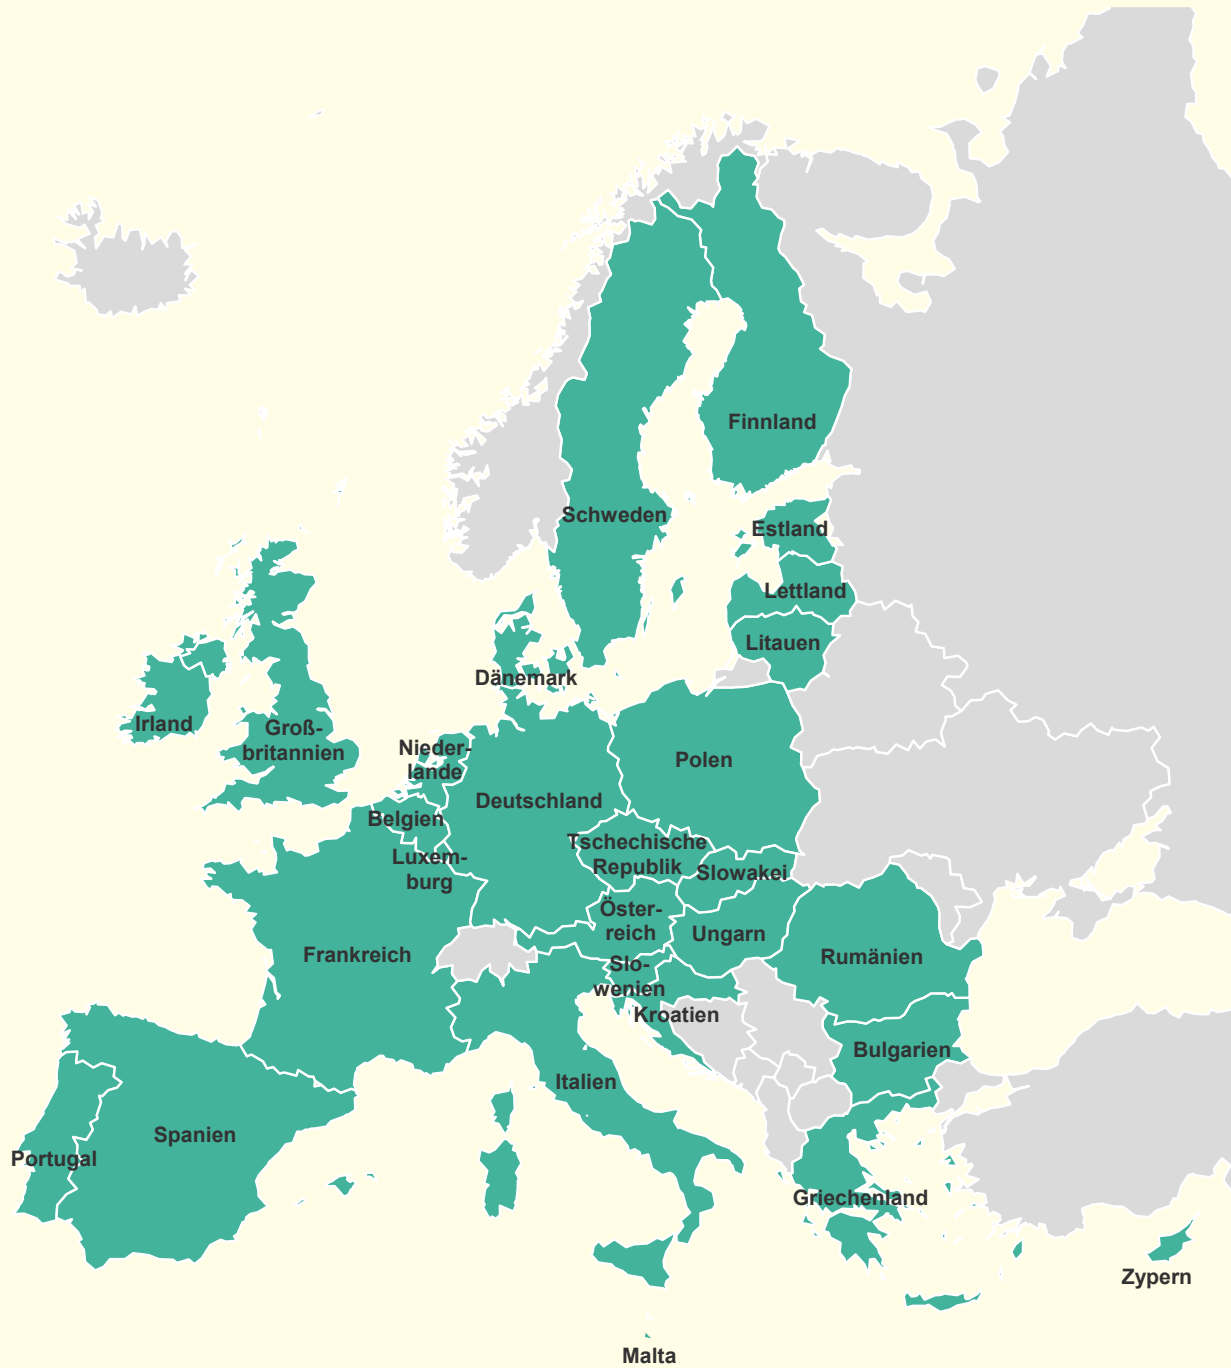 Finnland
Schweden
Estland
Lettland
Litauen
Dänemark
Irland
Groß-
britannien
Nieder-
lande
Polen
Deutschland
Belgien
Tschechische
Republik
Luxem-
burg
Slowakei
Öster-
reich
Ungarn
Frankreich
Rumänien
Slo-
wenien
Kroatien
Bulgarien
Italien
Spanien
Portugal
Griechenland
Zypern
Malta